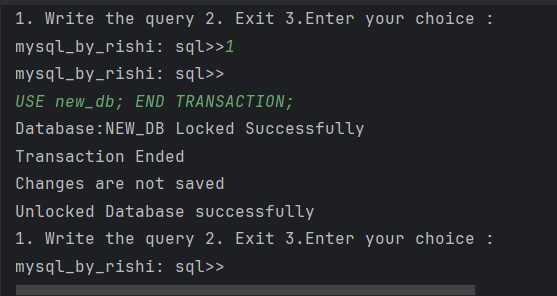 1. Write the query 2. Exit 3.Enter your choice :
mysql_by_rishi: sql>>1
mysql_by_rishi: sql>>
USE new_db; END TRANSACTION;
Database:NEW_DB Locked Successfully
Transaction Ended
Changes are not saved
Unlocked Database successfully
1. Write the query 2. Exit 3.Enter your choice :
mysql_by_rishi: sql>>